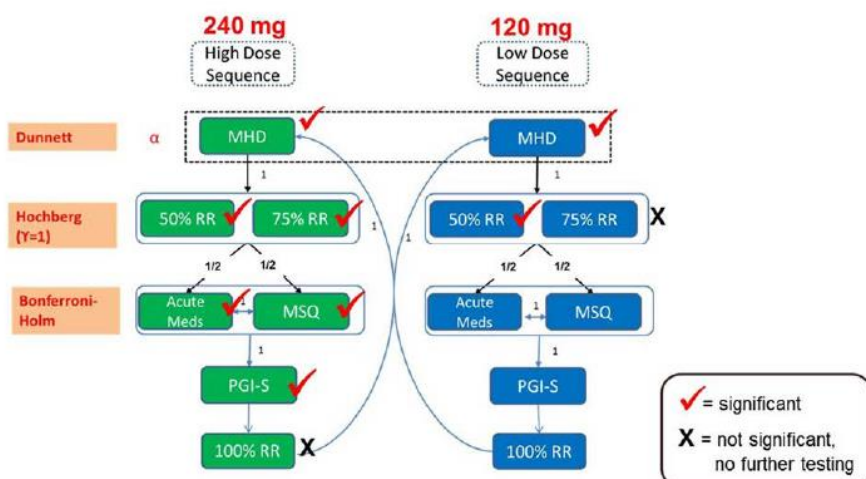 240 mg
120 mg
High Dose
Sequence
Low Dose
Sequence
Dunnett
α
MHD
MHD
1
1
Hochberg
(ϒ=1)
50% RR
75% RR
1
1
50% RR
75% RR
X
1/2
1/2
1/2
1/2
Bonferroni-
Holm
Acute
Meds
1
MSQ
Acute
Meds
1
MSQ
1
1
PGI-S
PGI-S
100% RR
X
100% RR
= significant
X = not significant,
no further testing